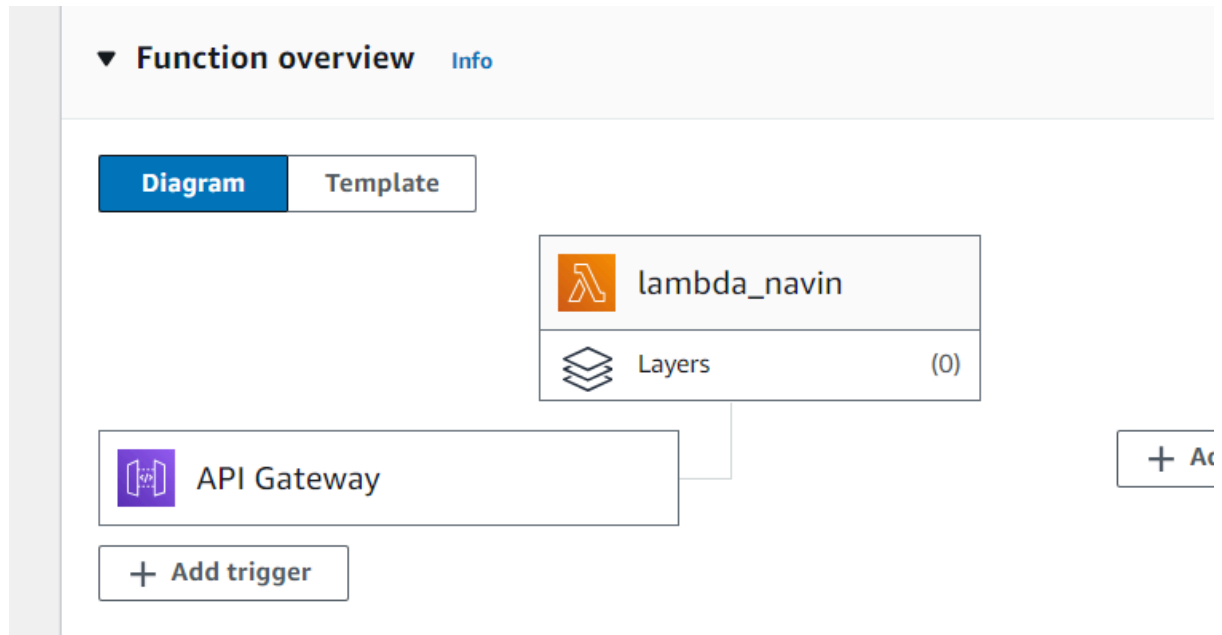 Function overview Info
Diagram Template
lambda_navin
Layers (0)
API Gateway
+ Add trigger